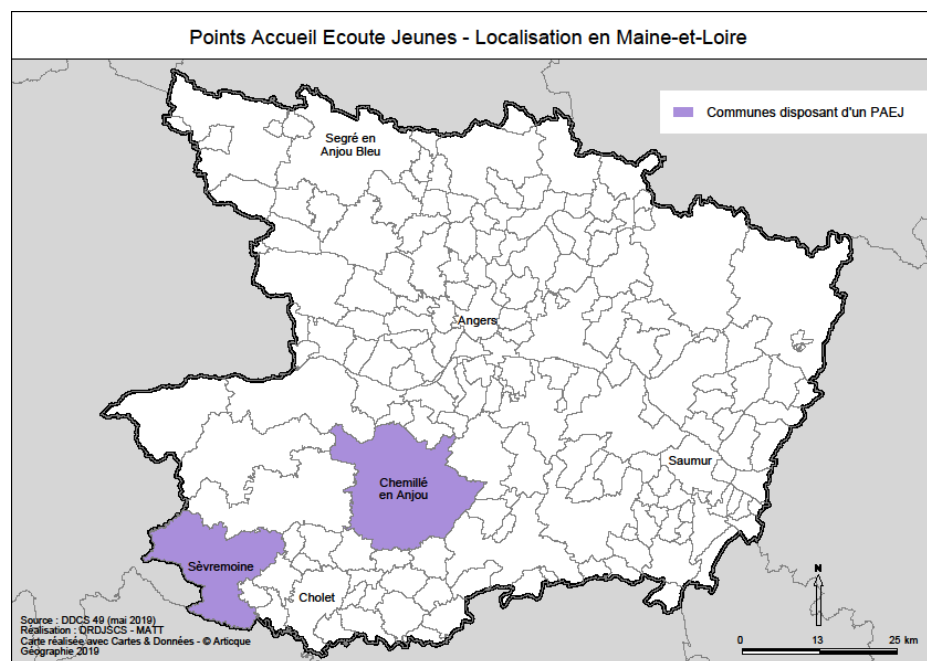 Points Accueil Ecoute Jeunes - Localisation en Maine-et-Loire
Communes disposant d'un PAEJ
Segré en
Anjou Bleu
Angers
Saumur
Chemillé
en Anjou
Sèvremoine
Cholet
Source : DDCS 49 (mai 2019)
Réalisation : DRDJSCS - MATT
Carte réalisée avec Cartes & Données - © Articque
Géographie 2019
N
0 13 25 km